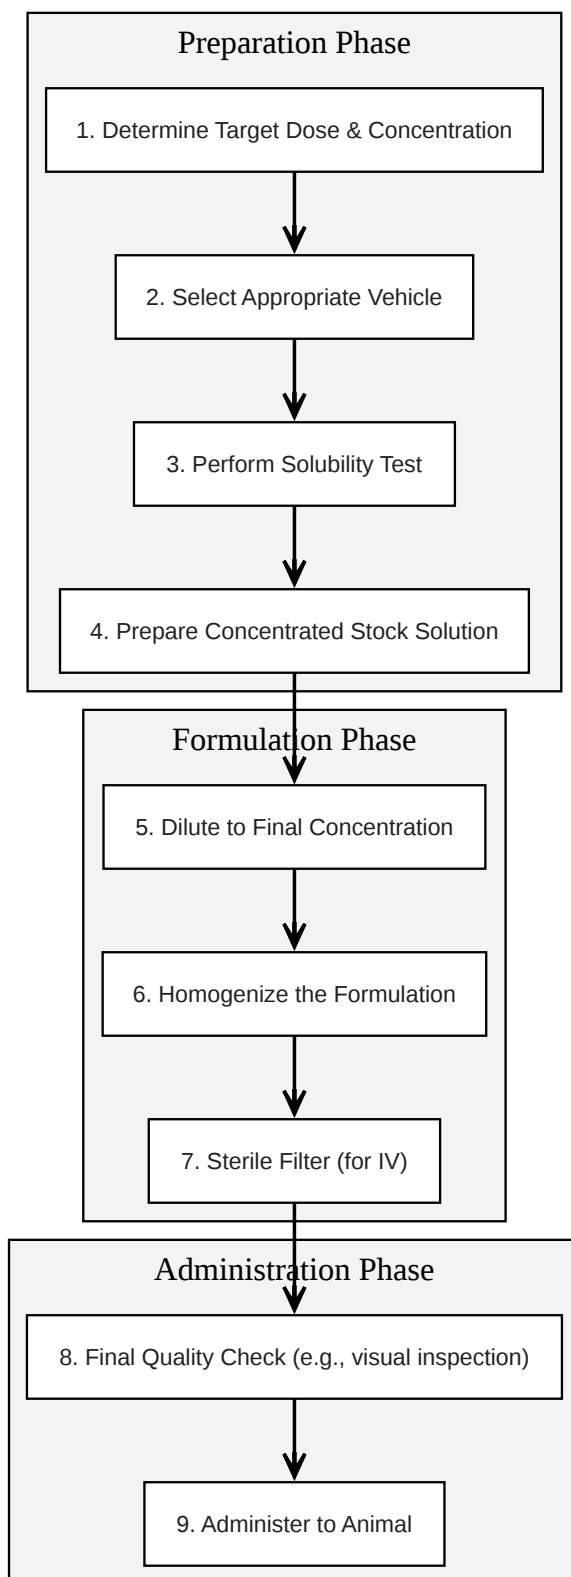 Preparation Phase
1. Determine Target Dose & Concentration
2. Select Appropriate Vehicle
3. Perform Solubility Test
4. Prepare Concentrated Stock Solution
Formulation Phase
5. Dilute to Final Concentration
6. Homogenize the Formulation
7. Sterile Filter (for IV)
Administration Phase
8. Final Quality Check (e.g., visual inspection)
9. Administer to Animal